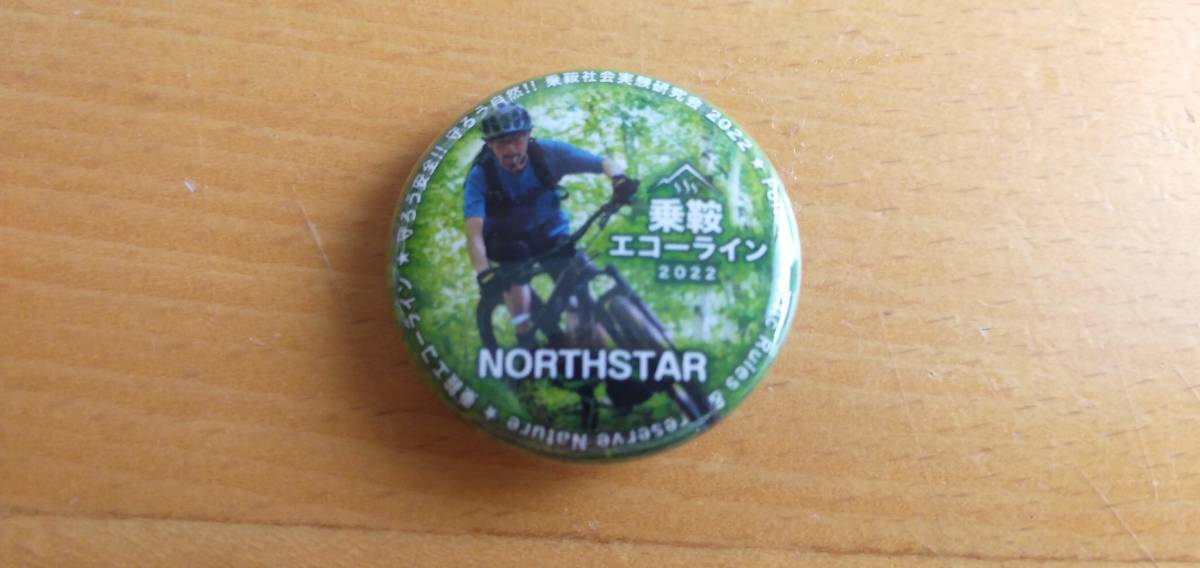 乗鞍エコーライン ★ 守ろう安全!! 守ろう自然!! 乗鞍社会実験研究会 2022 ★
Rules & Preserve Nature ★
乗鞍
エコーライン
2022
NORTHSTAR